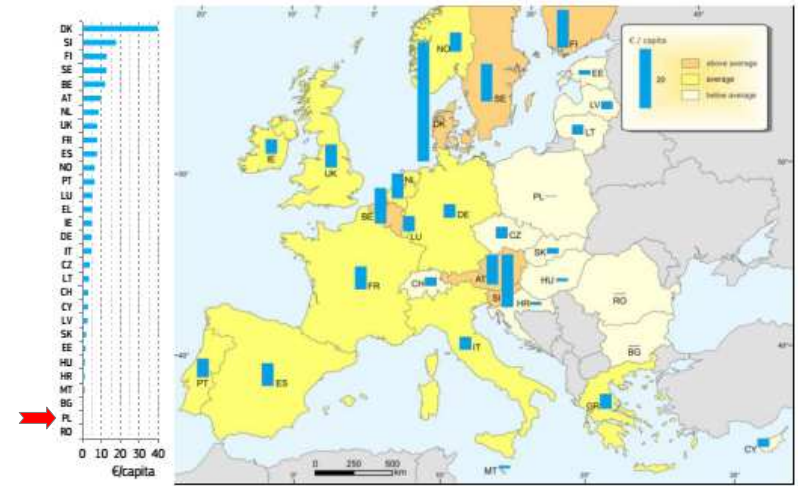 DK
SI
FI
SE
BE
AT
NL
UK
FR
ES
NO
PT
LU
EL
IE
DE
IT
CZ
LT
CH
CY
LV
SK
EE
HU
HR
MT
BG
PL
RO
0 10 20 30 40
€/capita
€ / capita
20
above average
average
below average
NO
FI
SE
EE
LV
LT
DK
IE
UK
NL
PL
BE
DE
LU
CZ
SK
FR
CH
AT
HU
SI
HR
RO
IT
BG
PT
ES
GR
CY
MT
0 250 500
km